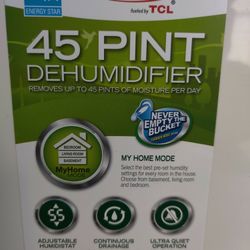 ENERGY STAR
fueled by TCL
45 PINT
DEHUMIDIFIER
REMOVES UP TO 45 PINTS OF MOISTURE PER DAY
NEVER
EMPTY THE
BUCKET
BEDROOM
LIVING ROOM
BASEMENT
MyHome
MODE
MY HOME MODE
Select the best pre-set humidity
settings for every room in the house.
Choose from basement, living room
and bedroom.
55
ADJUSTABLE
HUMIDISTAT
CONTINUOUS
DRAINAGE
ULTRA QUIET
OPERATION